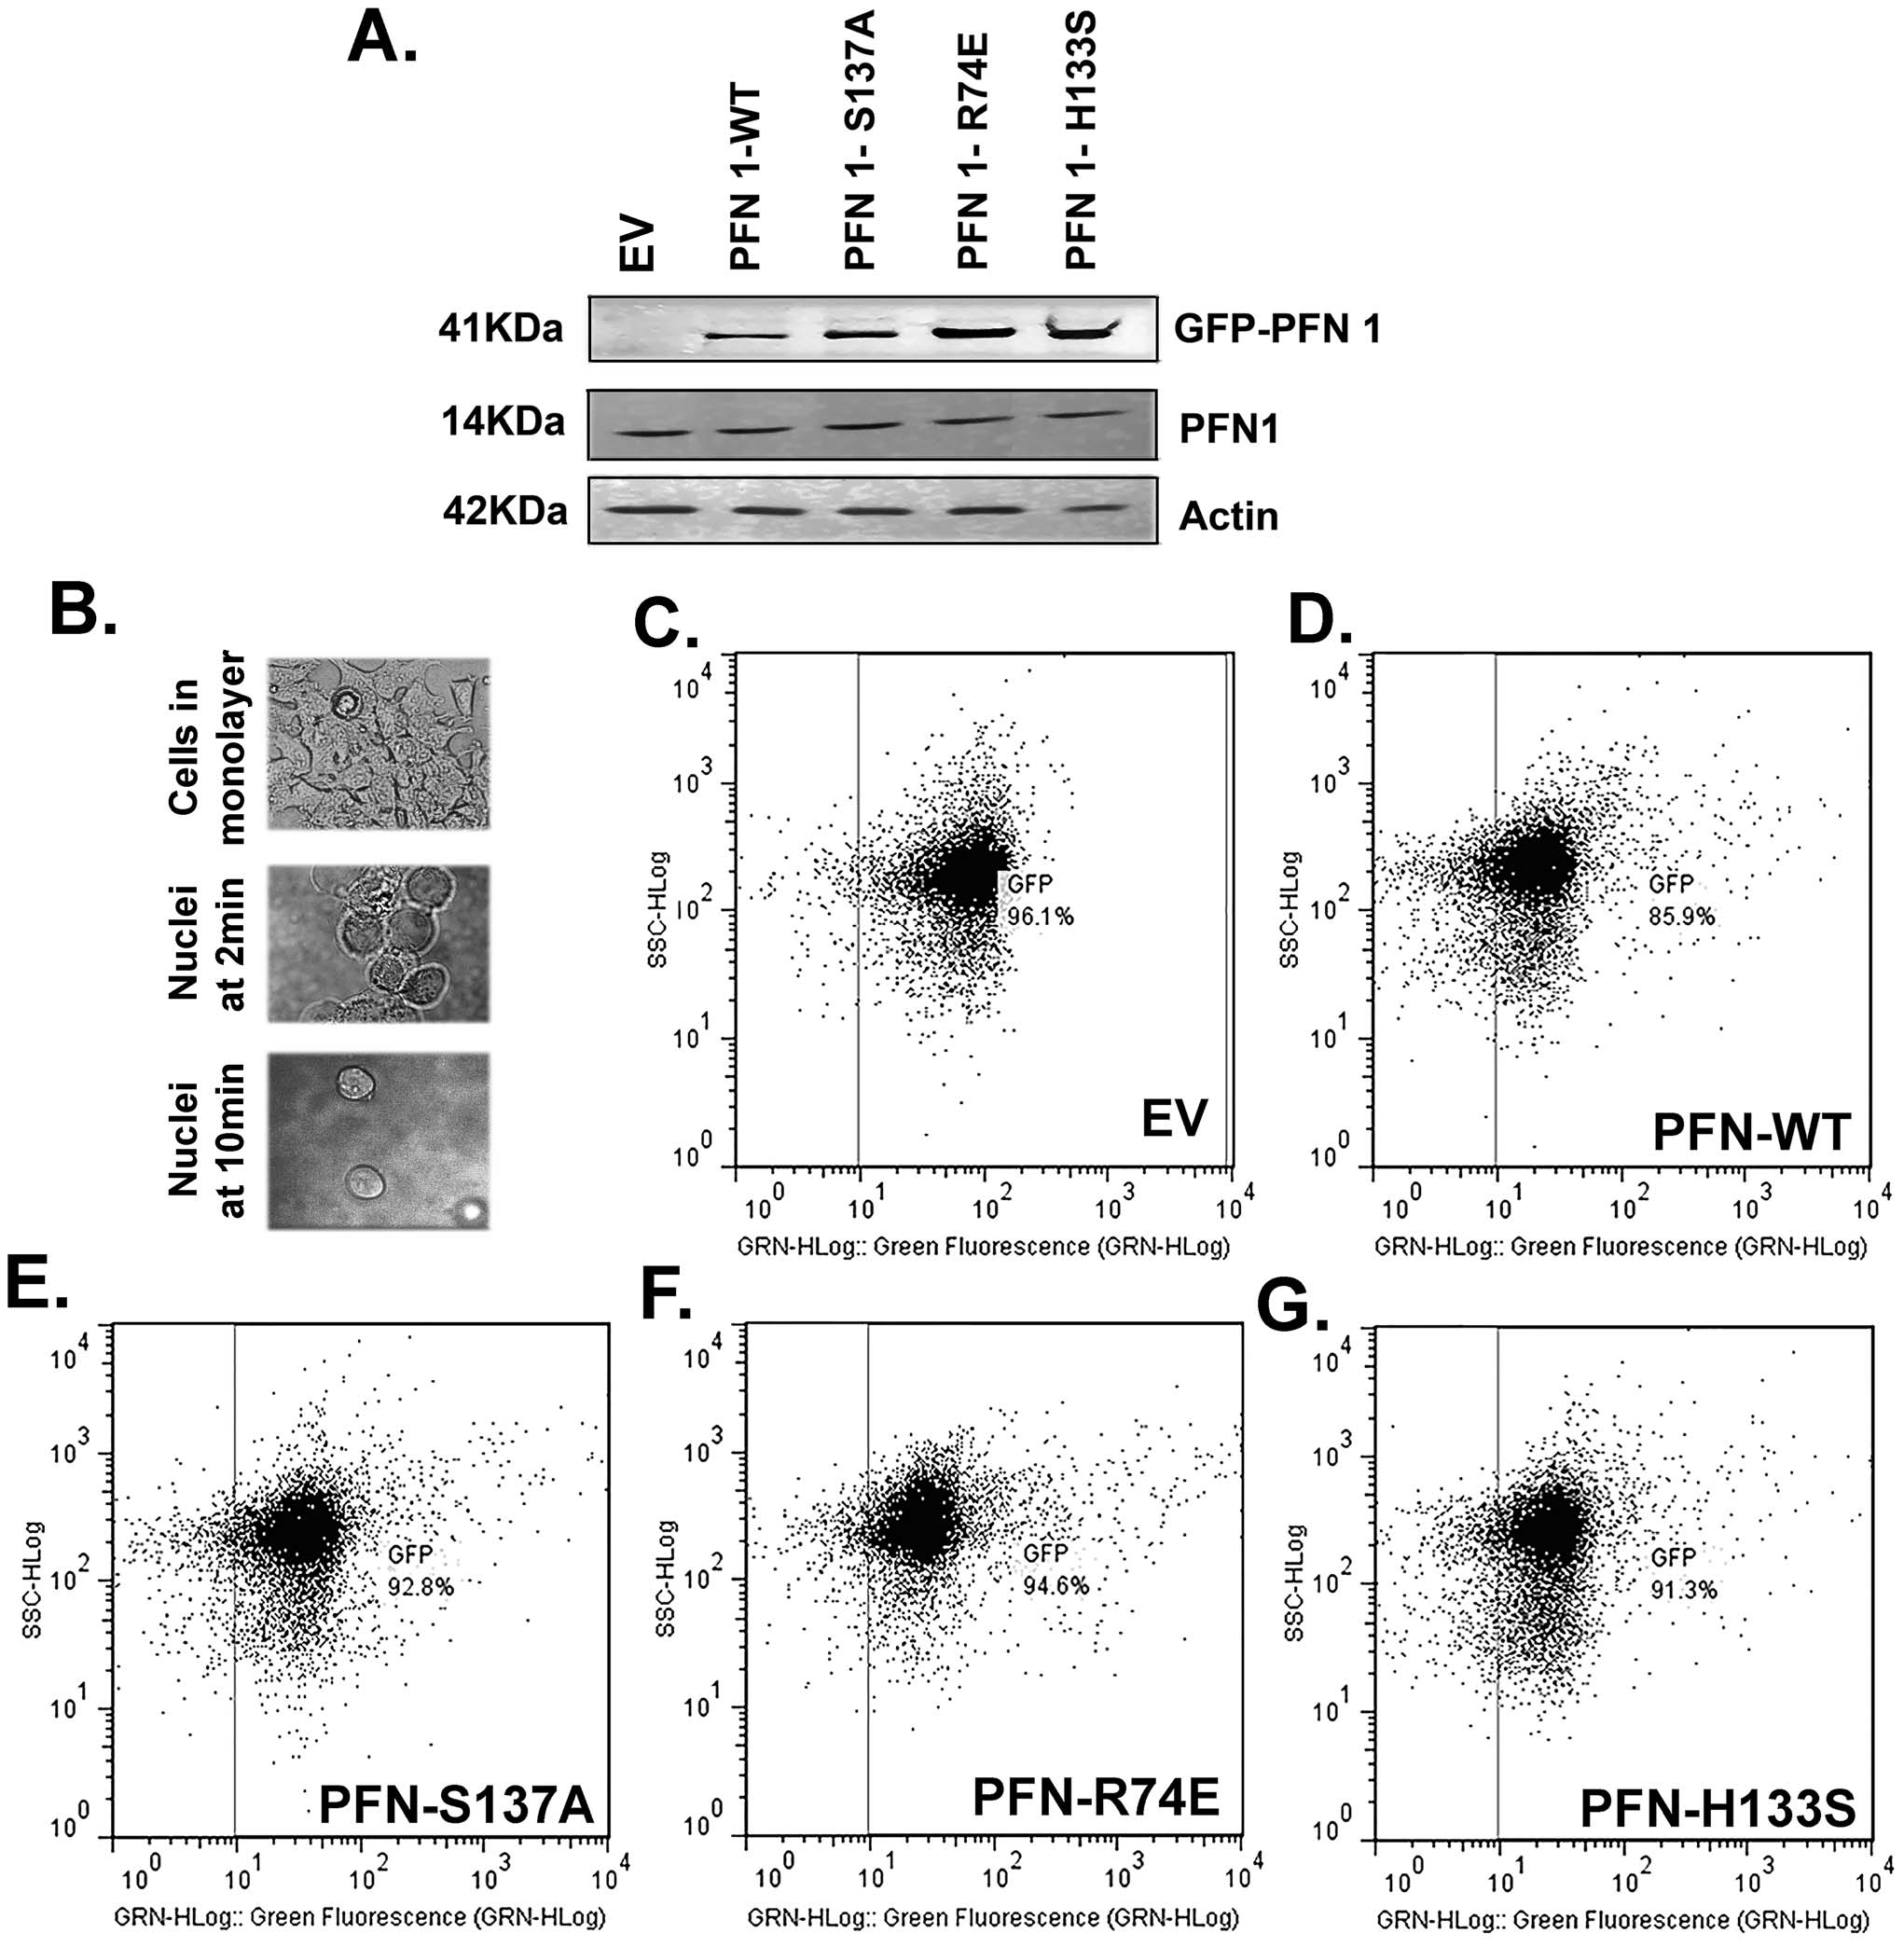 A.
EV
PFN 1-WT
PFN 1- S137A
PFN 1- R74E
PFN 1- H133S
41KDa
GFP-PFN 1
14KDa
PFN1
42KDa
Actin
B.
Cells in
monolayer
Nuclei
at 2min
Nuclei
at 10min
C.
10^4
10^3
10^2
10^1
10^0
SSC-HLog
GFP
96.1%
EV
10^0 10^1 10^2 10^3 10^4
GRN-HLog:: Green Fluorescence (GRN-HLog)
D.
10^4
10^3
10^2
10^1
10^0
SSC-HLog
GFP
85.9%
PFN-WT
10^0 10^1 10^2 10^3 10^4
GRN-HLog:: Green Fluorescence (GRN-HLog)
E.
10^4
10^3
10^2
10^1
10^0
SSC-HLog
GFP
92.8%
PFN-S137A
10^0 10^1 10^2 10^3 10^4
GRN-HLog:: Green Fluorescence (GRN-HLog)
F.
10^4
10^3
10^2
10^1
10^0
SSC-HLog
GFP
94.6%
PFN-R74E
10^0 10^1 10^2 10^3 10^4
GRN-HLog:: Green Fluorescence (GRN-HLog)
G.
10^4
10^3
10^2
10^1
10^0
SSC-HLog
GFP
91.3%
PFN-H133S
10^0 10^1 10^2 10^3 10^4
GRN-HLog:: Green Fluorescence (GRN-HLog)